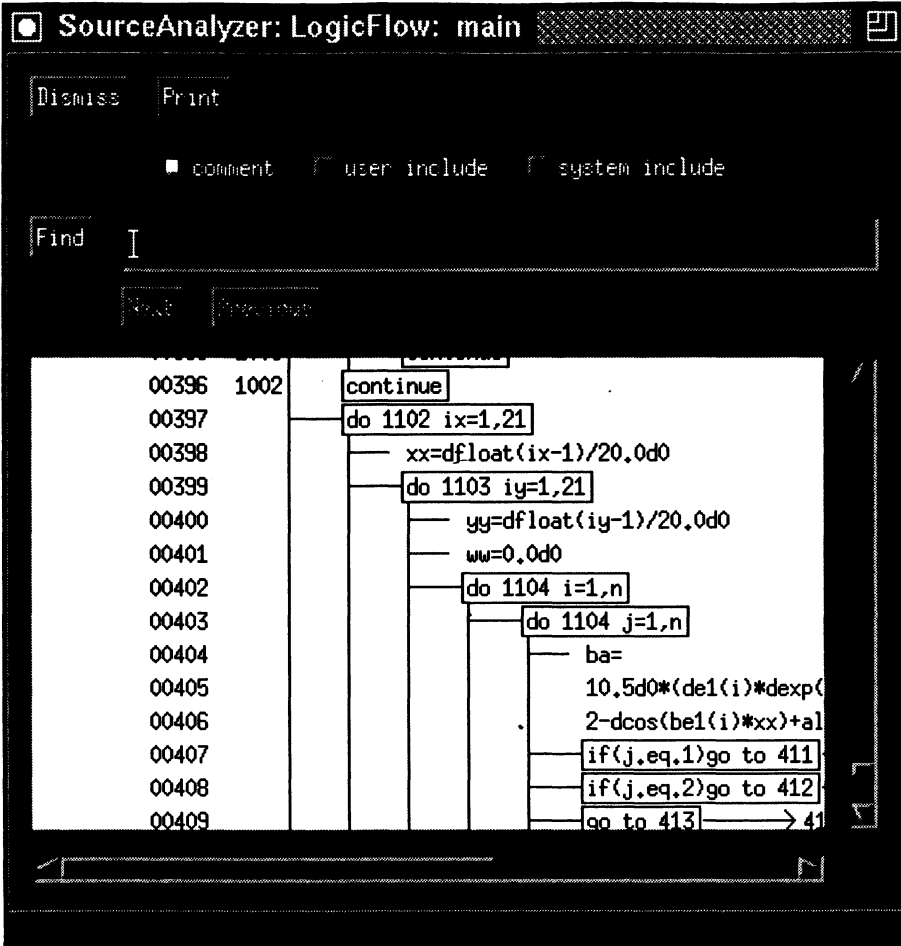 SourceAnalyzer: LogicFlow: main
Dismiss Print
comment user include system include
Find
Next Previous
continue
00396 1002 continue
00397 do 1102 ix=1,21
00398 xx=dfloat(ix-1)/20.0d0
00399 do 1103 iy=1,21
00400 yy=dfloat(iy-1)/20.0d0
00401 ww=0.0d0
00402 do 1104 i=1,n
00403 do 1104 j=1,n
00404 ba=
00405 10.5d0*(de1(i)*dexp(
00406 2-dcos(be1(i)*xx)+al
00407 if(j.eq.1)go to 411
00408 if(j.eq.2)go to 412
00409 go to 413 41